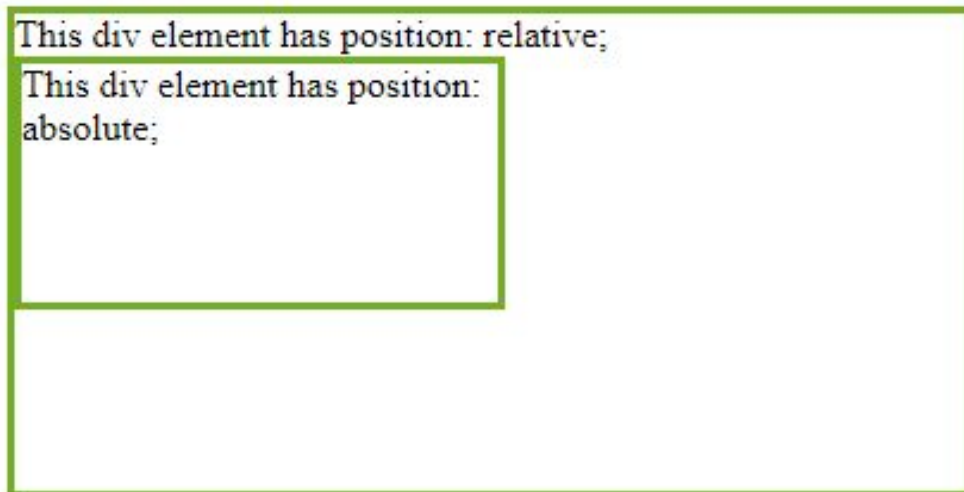 This div element has position: relative;
This div element has position:
absolute;